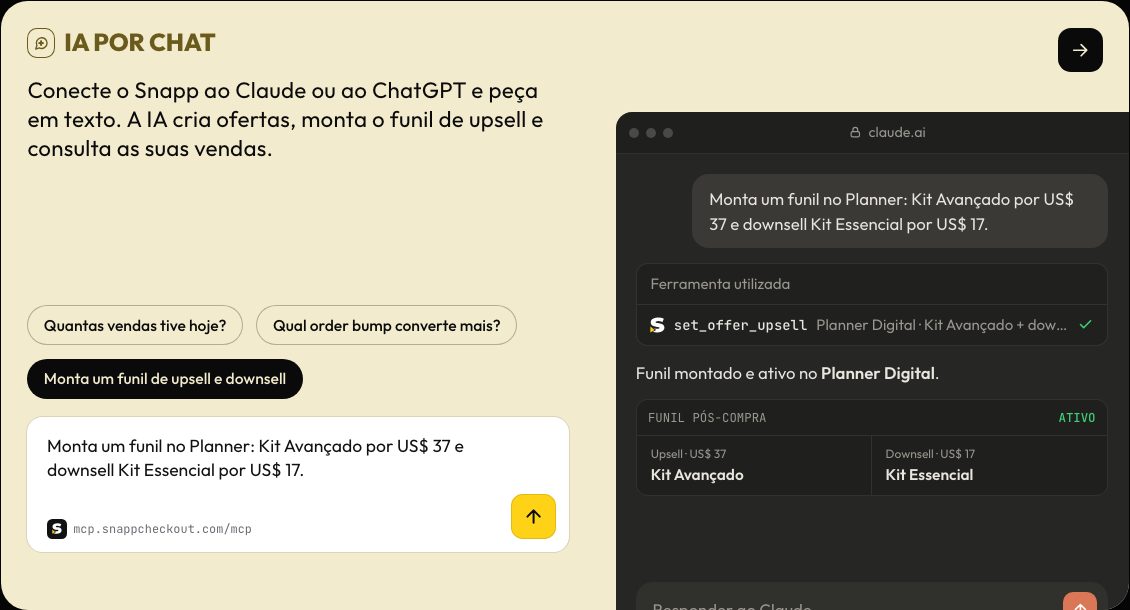 IA POR CHAT
Conecte o Snapp ao Claude ou ao ChatGPT e peça
em texto. A IA cria ofertas, monta o funil de upsell e
consulta as suas vendas.
Quantas vendas tive hoje?
Qual order bump converte mais?
Monta um funil de upsell e downsell
Monta um funil no Planner: Kit Avançado por US$ 37 e
downsell Kit Essencial por US$ 17.
S mcp.snappcheckout.com/mcp
claude.ai
Monta um funil no Planner: Kit Avançado por US$
37 e downsell Kit Essencial por US$ 17.
Ferramenta utilizada
S set_offer_upsell Planner Digital · Kit Avançado + dow...
Funil montado e ativo no Planner Digital.
FUNIL PÓS-COMPRA
ATIVO
Upsell · US$ 37
Kit Avançado
Downsell · US$ 17
Kit Essencial
Responder ao Claude